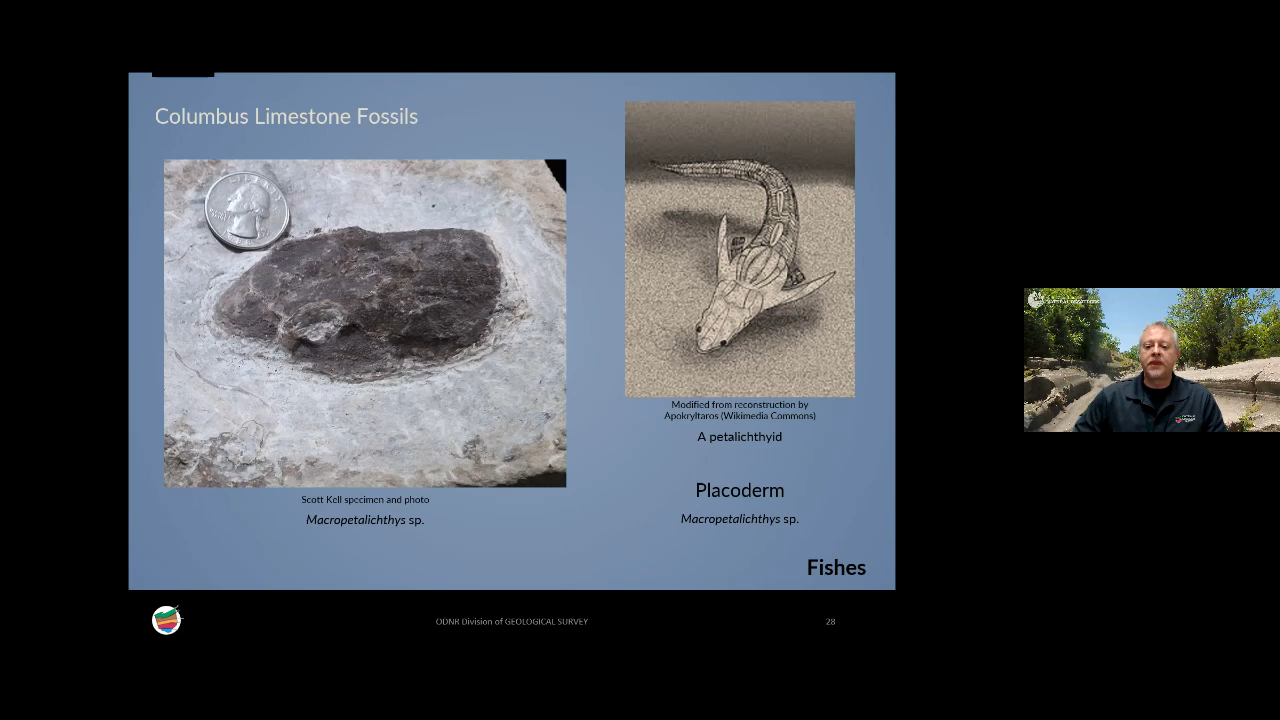 Columbus Limestone Fossils
LIBERTY
Modified from reconstruction by
Apokryltaros (Wikimedia Commons)
A petalichthyid
Scott Kell specimen and photo
Macropetalichthys sp.
Placoderm
Macropetalichthys sp.
Fishes
ODNR Division of GEOLOGICAL SURVEY
28